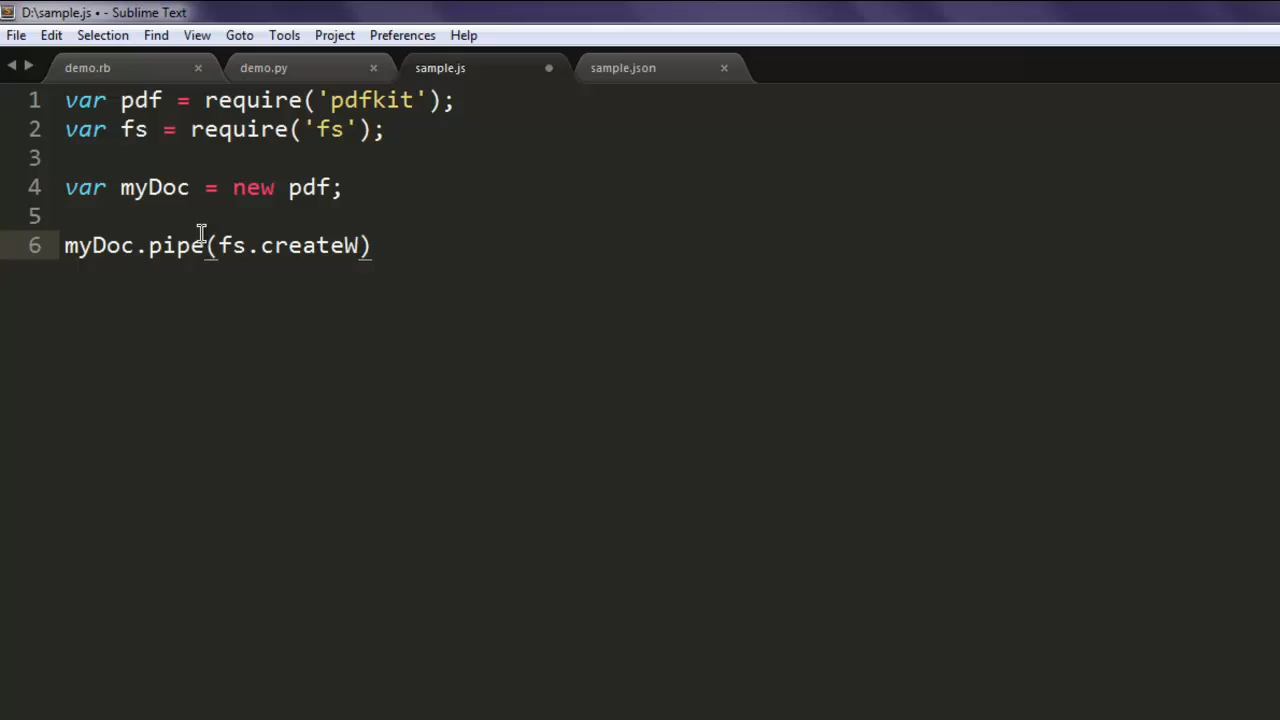 D:\sample.js • - Sublime Text
File Edit Selection Find View Goto Tools Project Preferences Help
demo.rb × demo.py × sample.js sample.json ×
1 var pdf = require('pdfkit');
2 var fs = require('fs');
3
4 var myDoc = new pdf;
5
6 myDoc.pipe(fs.createW)